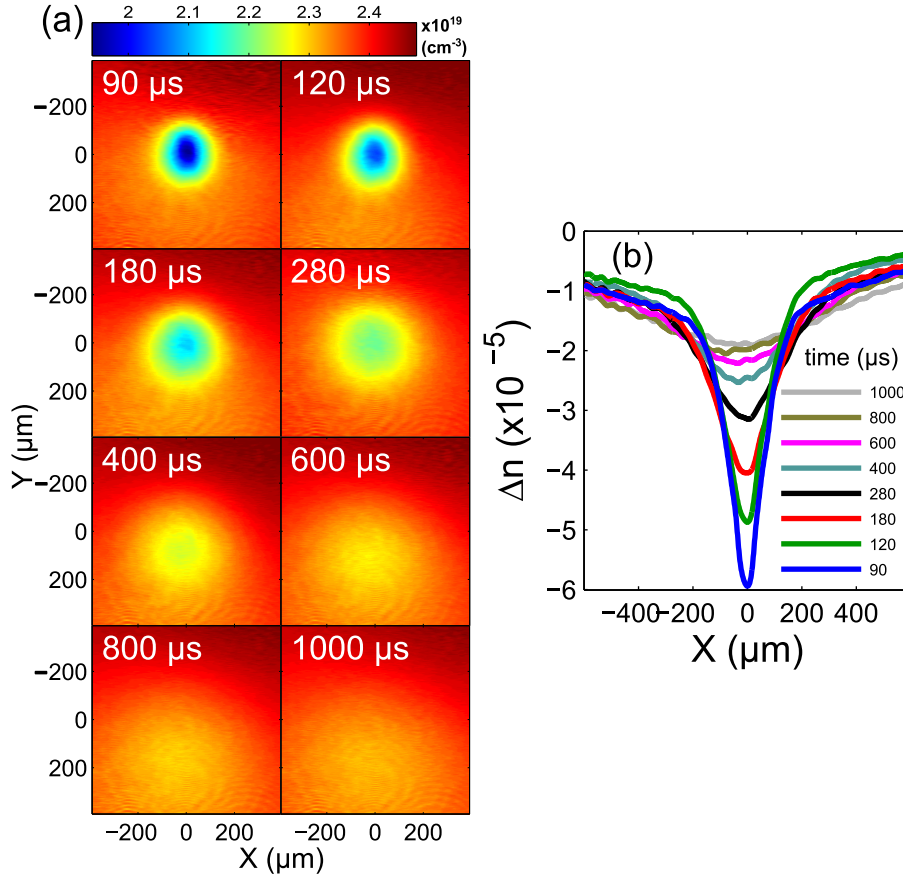 (a)
2 2.1 2.2 2.3 2.4
x10¹⁹
(cm⁻³)
90 µs 120 µs
−200
0
200
180 µs 280 µs
−200
0
200
400 µs 600 µs
−200
0
200
800 µs 1000 µs
−200
0
200
Y (µm)
−200 0 200 −200 0 200
X (µm)
(b)
0
−1
−2
−3
−4
−5
−6
Δn (x10⁻⁵)
time (µs)
1000
800
600
400
280
180
120
90
−400 −200 0 200 400
X (µm)